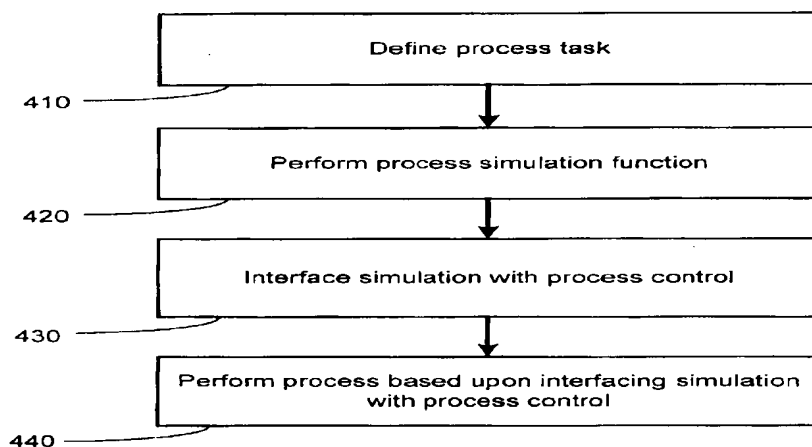 Define process task
410
Perform process simulation function
420
Interface simulation with process control
430
Perform process based upon interfacing simulation
with process control
440